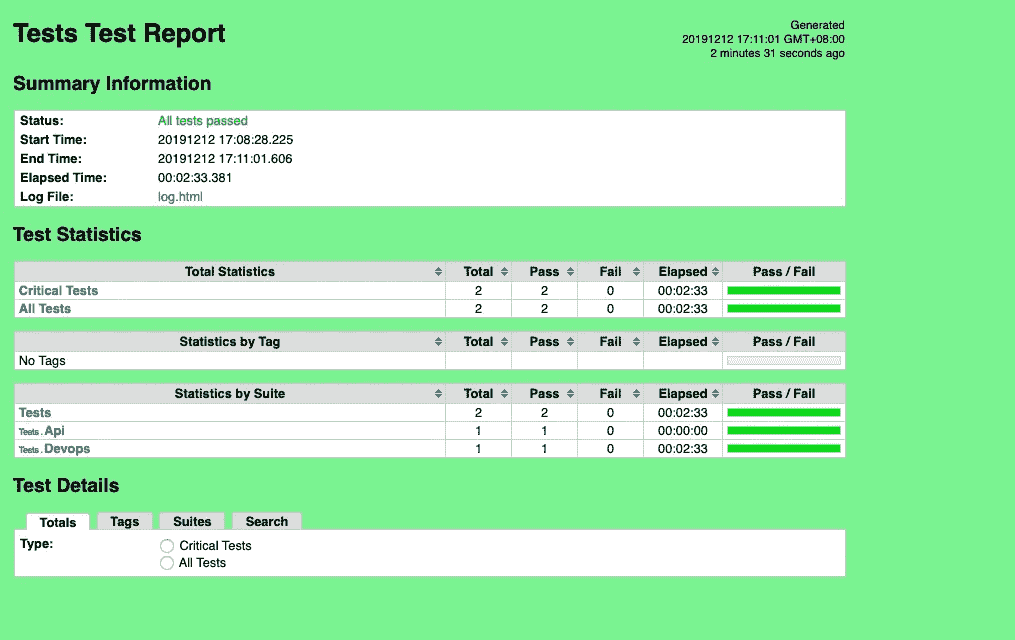 Tests Test Report
Generated
20191212 17:11:01 GMT+08:00
2 minutes 31 seconds ago
Summary Information
Status: All tests passed
Start Time: 20191212 17:08:28.225
End Time: 20191212 17:11:01.606
Elapsed Time: 00:02:33.381
Log File: log.html
Test Statistics
Total Statistics Total Pass Fail Elapsed Pass / Fail
Critical Tests 2 2 0 00:02:33
All Tests 2 2 0 00:02:33
Statistics by Tag Total Pass Fail Elapsed Pass / Fail
No Tags
Statistics by Suite Total Pass Fail Elapsed Pass / Fail
Tests 2 2 0 00:02:33
Tests . Api 1 1 0 00:00:00
Tests . Devops 1 1 0 00:02:33
Test Details
Totals Tags Suites Search
Type: Critical Tests
All Tests